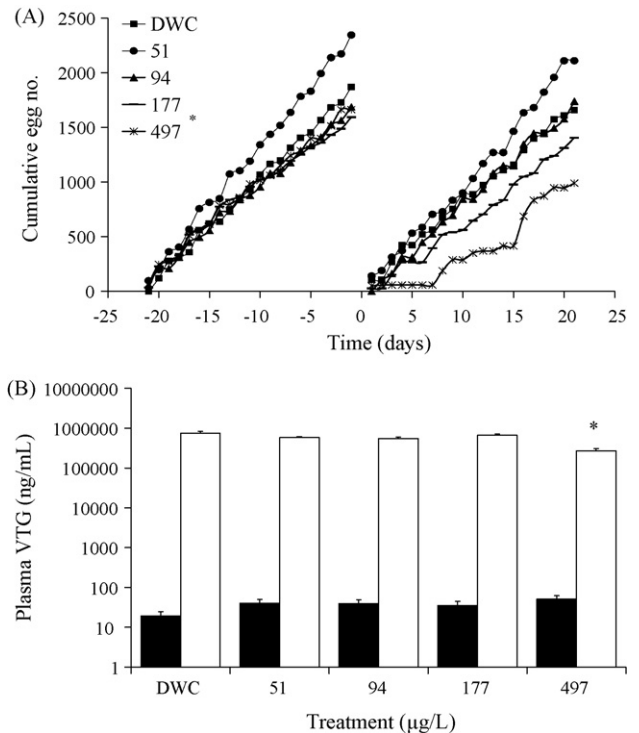 (A)
DWC
51
94
177
497 *
Cumulative egg no.
2500
2000
1500
1000
500
0
-25 -20 -15 -10 -5 0 5 10 15 20 25
Time (days)
(B)
Plasma VTG (ng/mL)
10000000
1000000
100000
10000
1000
100
10
1
*
DWC 51 94 177 497
Treatment (µg/L)